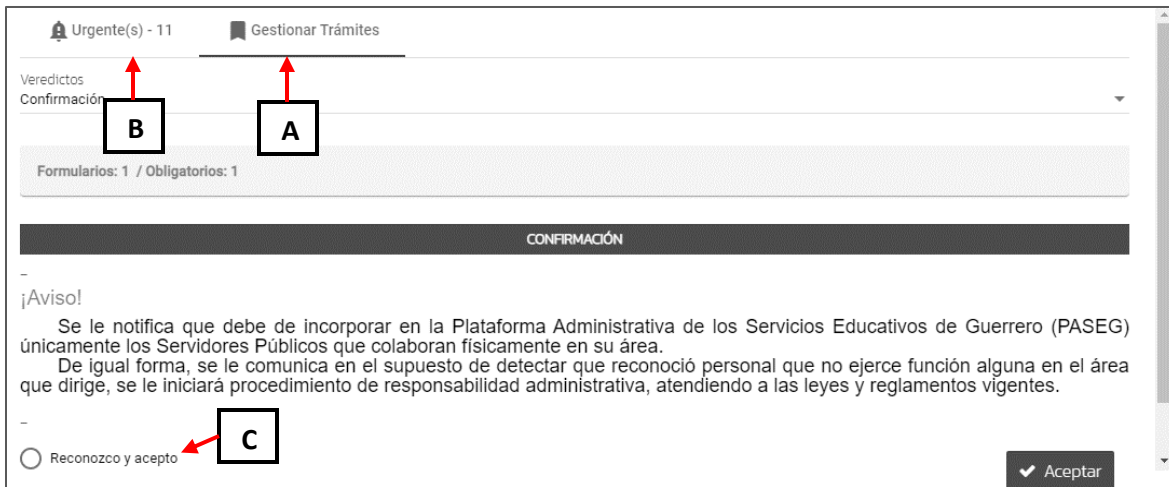 Urgente(s) - 11 Gestionar Trámites
Veredictos
Confirmación
B A
Formularios: 1 / Obligatorios: 1
CONFIRMACIÓN
_
¡Aviso!
Se le notifica que debe de incorporar en la Plataforma Administrativa de los Servicios Educativos de Guerrero (PASEG)
únicamente los Servidores Públicos que colaboran físicamente en su área.
De igual forma, se le comunica en el supuesto de detectar que reconoció personal que no ejerce función alguna en el área
que dirige, se le iniciará procedimiento de responsabilidad administrativa, atendiendo a las leyes y reglamentos vigentes.
_
C
Reconozco y acepto
Aceptar